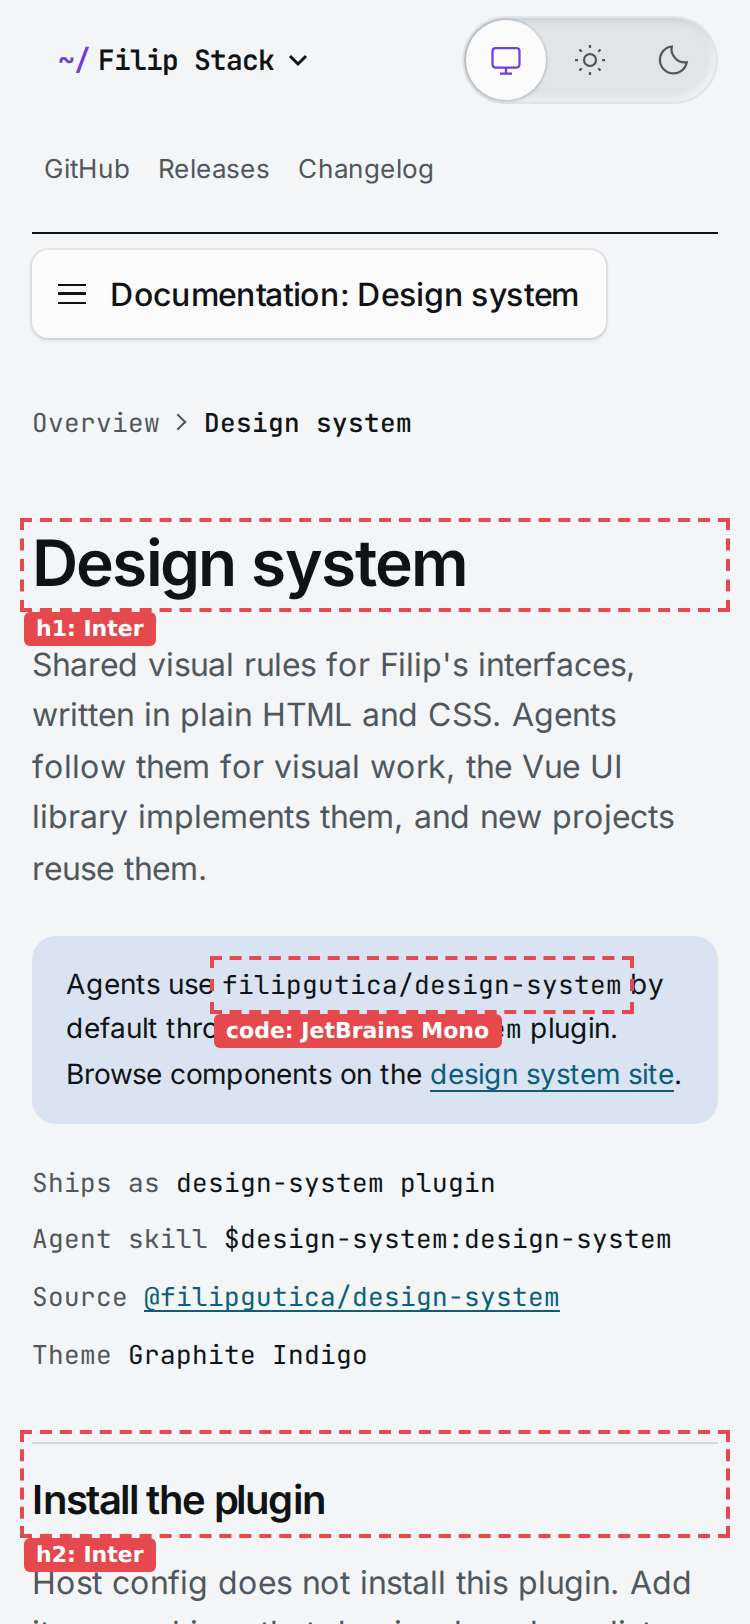 ~/ Filip Stack
GitHub Releases Changelog
Documentation: Design system
Overview > Design system
Design system
h1: Inter
Shared visual rules for Filip's interfaces,
written in plain HTML and CSS. Agents
follow them for visual work, the Vue UI
library implements them, and new projects
reuse them.
Agents use filipgutica/design-system by
default plugin.
code: JetBrains Mono
Browse components on the design system site.
Ships as design-system plugin
Agent skill $design-system:design-system
Source @filipgutica/design-system
Theme Graphite Indigo
Install the plugin
h2: Inter
Host config does not install this plugin. Add